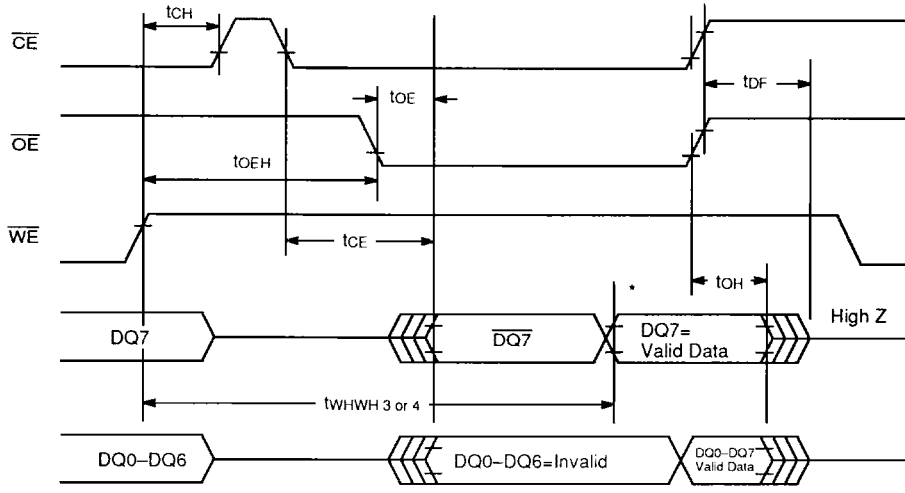 tCH
CE
tDF
tOE
OE
tOEH
WE
tCE
*
tOH
High Z
DQ7
DQ7
DQ7=
Valid Data
tWHWH 3 or 4
DQ0–DQ6
DQ0–DQ6=Invalid
DQ0–DQ7
Valid Data